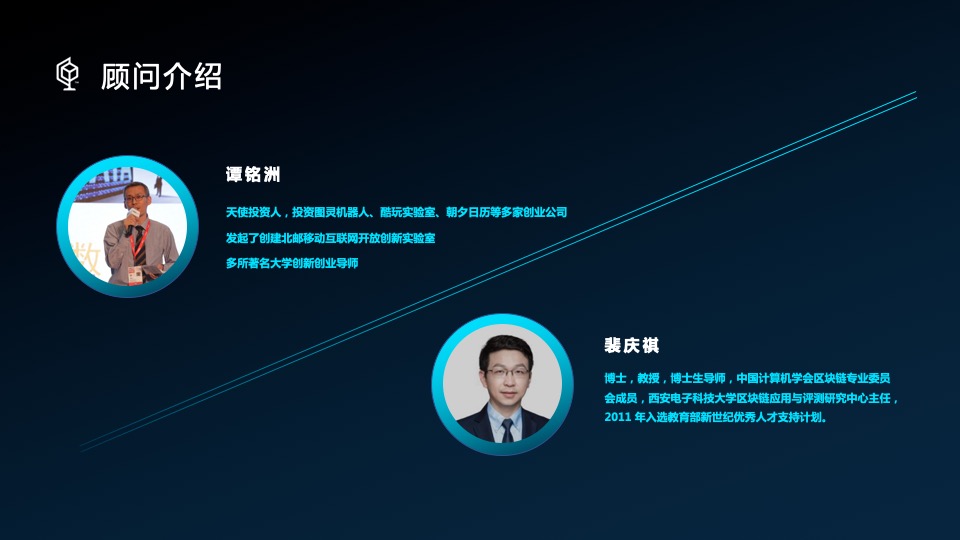 顾问介绍
谭铭洲
天使投资人，投资图灵机器人、酷玩实验室、朝夕日历等多家创业公司
发起了创建北邮移动互联网开放创新实验室
多所著名大学创新创业导师
数
裴庆祺
博士，教授，博士生导师，中国计算机学会区块链专业委员
会成员，西安电子科技大学区块链应用与评测研究中心主任，
2011 年入选教育部新世纪优秀人才支持计划。